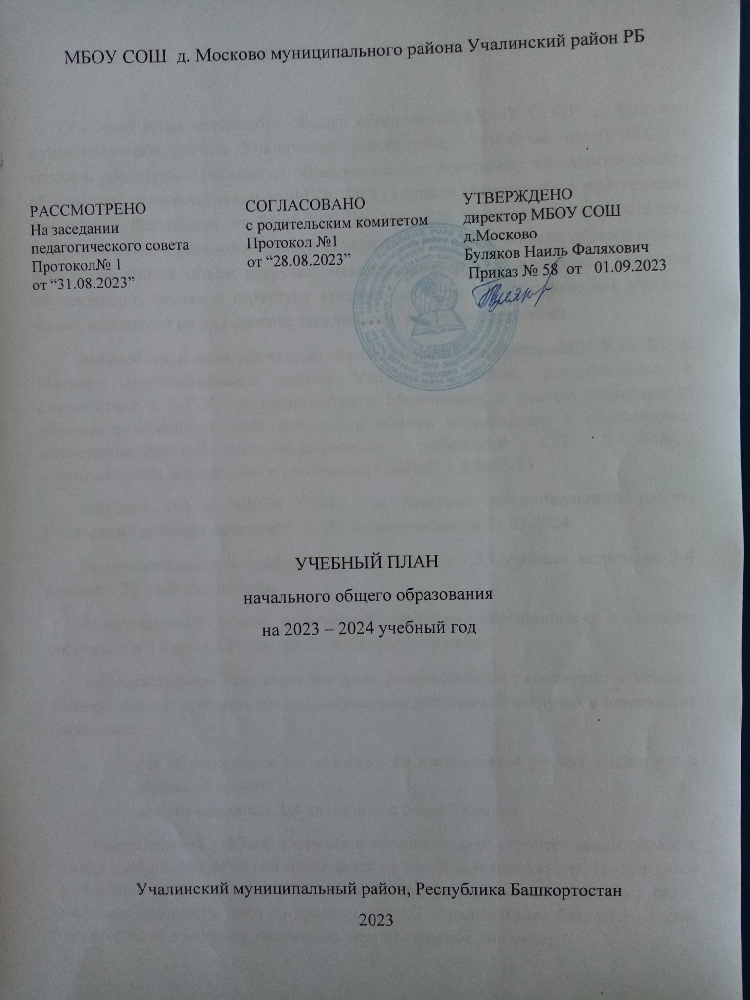 МБОУ СОШ д. Москово муниципального района Учалинский район РБ
РАССМОТРЕНО
На заседании
педагогического совета
Протокол№ 1
от “31.08.2023”
СОГЛАСОВАНО
с родительским комитетом
Протокол №1
от “28.08.2023”
УТВЕРЖДЕНО
директор МБОУ СОШ
д.Москово
Буляков Наиль Фаляхович
Приказ № 58 от 01.09.2023
УЧЕБНЫЙ ПЛАН
начального общего образования
на 2023 – 2024 учебный год
Учалинский муниципальный район, Республика Башкортостан
2023